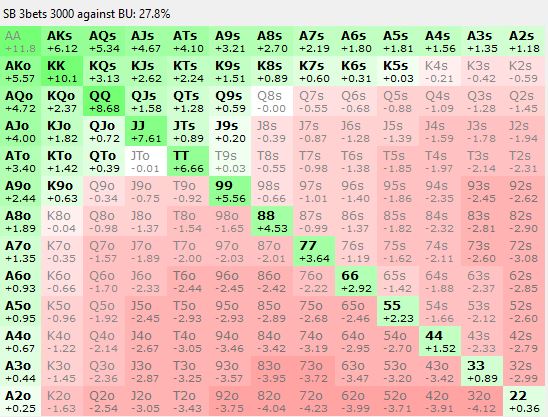 SB 3bets 3000 against BU: 27.8%
AA AKs AQs AJs ATs A9s A8s A7s A6s A5s A4s A3s A2s
+11.8 +6.12 +5.34 +4.67 +4.10 +3.21 +2.70 +2.19 +1.80 +1.81 +1.56 +1.35 +1.18
AKo KK KQs KJs KTs K9s K8s K7s K6s K5s K4s K3s K2s
+5.57 +10.1 +3.13 +2.62 +2.24 +1.51 +0.89 +0.60 +0.31 +0.03 -0.21 -0.42 -0.59
AQo KQo QQ QJs QTs Q9s Q8s Q7s Q6s Q5s Q4s Q3s Q2s
+4.72 +2.37 +8.68 +1.58 +1.28 +0.59 -0.00 -0.55 -0.68 -0.88 -1.09 -1.28 -1.45
AJo KJo QJo JJ JTs J9s J8s J7s J6s J5s J4s J3s J2s
+4.00 +1.82 +0.72 +7.61 +0.89 +0.20 -0.39 -0.87 -1.28 -1.39 -1.59 -1.78 -1.94
ATo KTo QTo JTo TT T9s T8s T7s T6s T5s T4s T3s T2s
+3.40 +1.42 +0.39 -0.01 +6.66 +0.03 -0.55 -0.98 -1.38 -1.85 -1.97 -2.14 -2.31
A9o K9o Q9o J9o T9o 99 98s 97s 96s 95s 94s 93s 92s
+2.44 +0.63 -0.34 -0.75 -0.92 +5.56 -0.66 -1.01 -1.40 -1.86 -2.35 -2.45 -2.62
A8o K8o Q8o J8o T8o 98o 88 87s 86s 85s 84s 83s 82s
+1.89 -0.04 -0.98 -1.37 -1.54 -1.65 +4.53 -0.99 -1.37 -1.82 -2.32 -2.81 -2.90
A7o K7o Q7o J7o T7o 97o 87o 77 76s 75s 74s 73s 72s
+1.35 -0.35 -1.57 -1.89 -2.00 -2.03 -2.01 +3.64 -1.19 -1.62 -2.11 -2.60 -3.08
A6o K6o Q6o J6o T6o 96o 86o 76o 66 65s 64s 63s 62s
+0.93 -0.66 -1.70 -2.33 -2.44 -2.45 -2.42 -2.22 +2.92 -1.42 -1.88 -2.37 -2.85
A5o K5o Q5o J5o T5o 95o 85o 75o 65o 55 54s 53s 52s
+0.95 -0.96 -1.92 -2.45 -2.93 -2.93 -2.89 -2.68 -2.46 +2.23 -1.66 -2.12 -2.60
A4o K4o Q4o J4o T4o 94o 84o 74o 64o 54o 44 43s 42s
+0.67 -1.22 -2.14 -2.67 -3.05 -3.46 -3.42 -3.19 -2.95 -2.70 +1.52 -2.33 -2.79
A3o K3o Q3o J3o T3o 93o 83o 73o 63o 53o 43o 33 32s
+0.44 -1.45 -2.36 -2.87 -3.25 -3.57 -3.95 -3.72 -3.47 -3.20 -3.42 +0.89 -2.99
A2o K2o Q2o J2o T2o 92o 82o 72o 62o 52o 42o 32o 22
+0.25 -1.63 -2.54 -3.05 -3.43 -3.75 -4.04 -4.23 -3.99 -3.71 -3.91 -4.12 +0.36